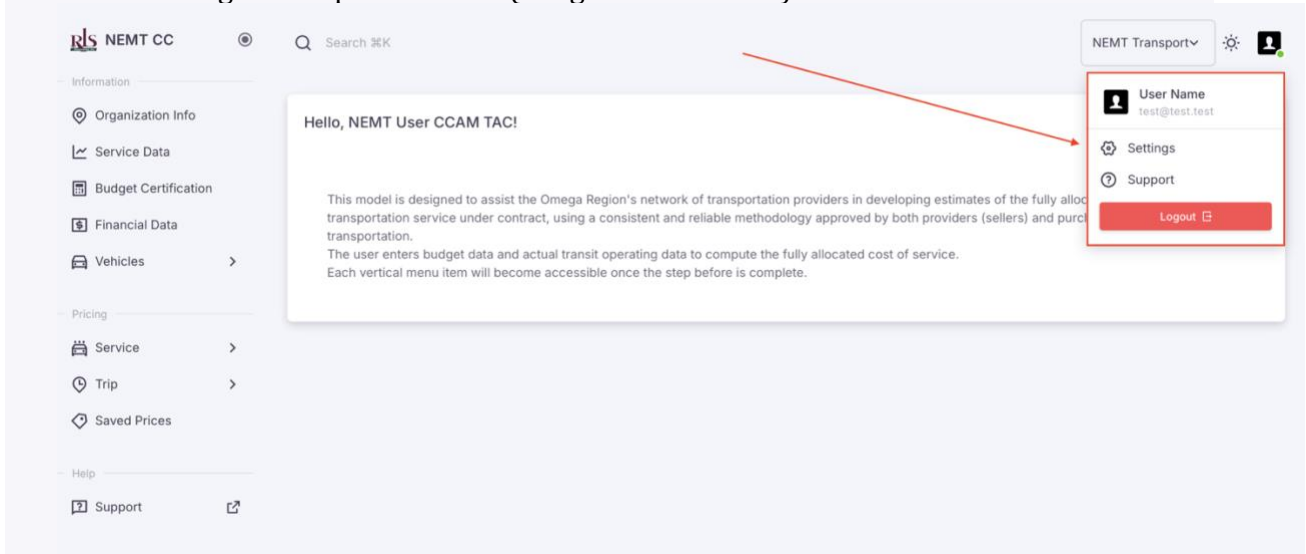 RLS NEMT CC
Search ⌘K
NEMT Transport
Information
Organization Info
Service Data
Budget Certification
Financial Data
Vehicles
Pricing
Service
Trip
Saved Prices
Help
Support
Hello, NEMT User CCAM TAC!
This model is designed to assist the Omega Region's network of transportation providers in developing estimates of the fully alloc
transportation service under contract, using a consistent and reliable methodology approved by both providers (sellers) and purc
transportation.
The user enters budget data and actual transit operating data to compute the fully allocated cost of service.
Each vertical menu item will become accessible once the step before is complete.
User Name
test@test.test
Settings
Support
Logout